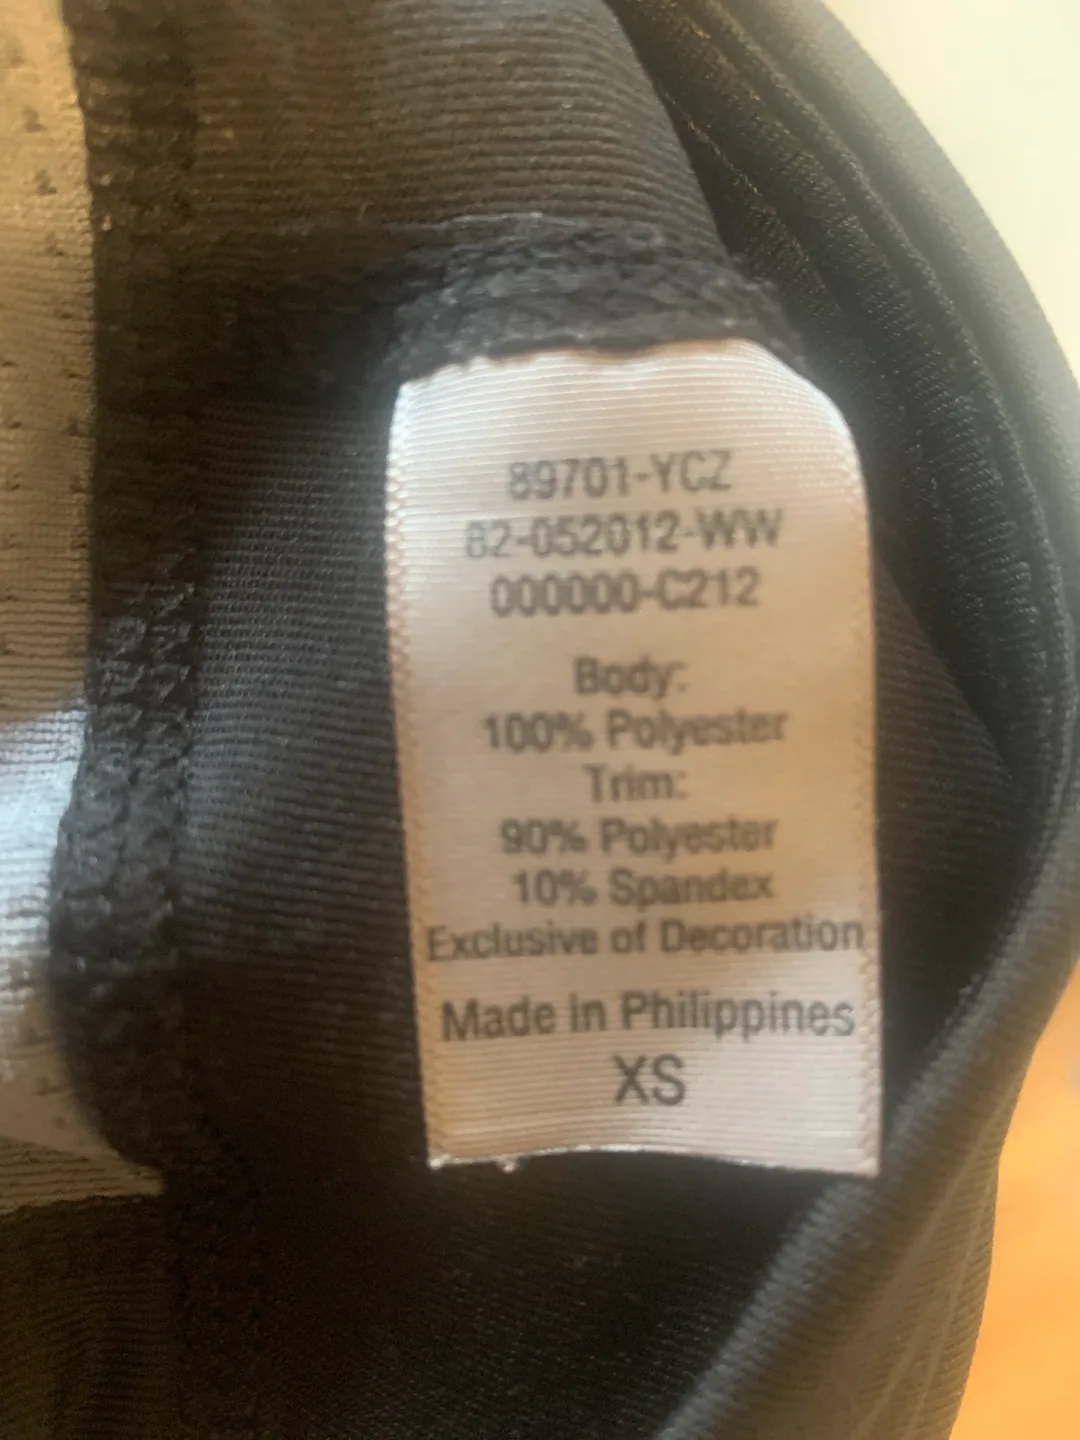 89701-YCZ
82-052012-WW
000000-C212
Body:
100% Polyester
Trim:
90% Polyester
10% Spandex
Exclusive of Decoration
Made in Philippines
XS